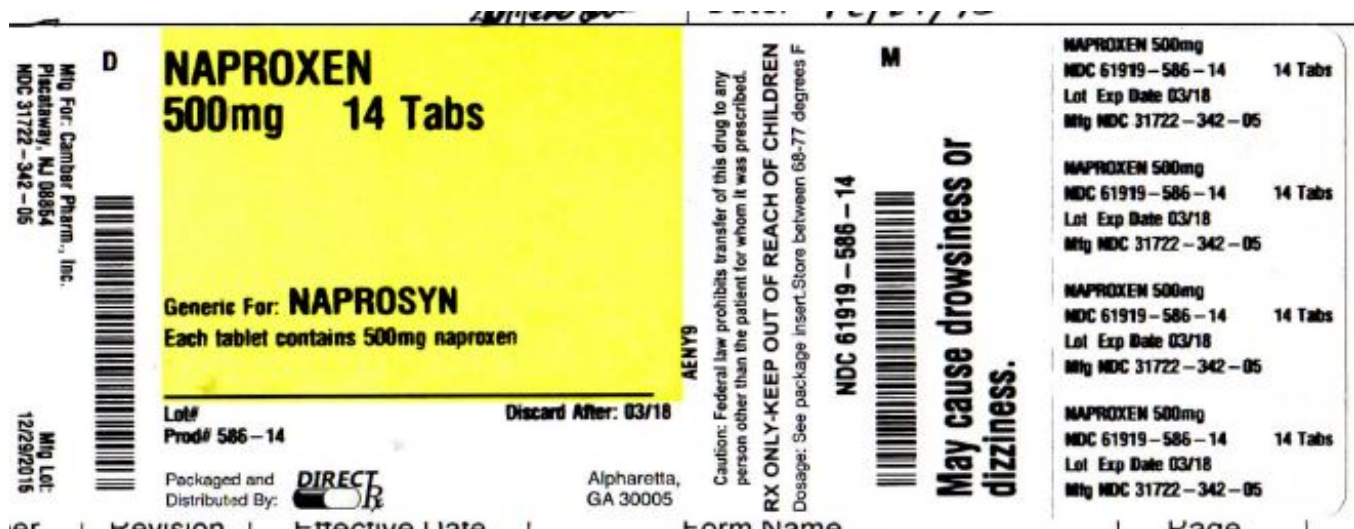 Mfg For: Camber Pharm., Inc.
Piscataway, NJ 08854
NDC 31722-342-05
Mfg Lot:
12/29/2015
D
NAPROXEN
500mg 14 Tabs
Generic For: NAPROSYN
Each tablet contains 500mg naproxen
AENY9
Lot#
Discard After: 03/18
Prod# 586-14
Packaged and
Distributed By:
DIRECT Rx
Alpharetta,
GA 30005
Caution: Federal law prohibits transfer of this drug to any
person other than the patient for whom it was prescribed.
RX ONLY-KEEP OUT OF REACH OF CHILDREN
Dosage: See package insert.Store between 68-77 degrees F
NDC 61919-586-14
M
May cause drowsiness or
dizziness.
NAPROXEN 500mg
NDC 61919-586-14 14 Tabs
Lot Exp Date 03/18
Mfg NDC 31722-342-05
NAPROXEN 500mg
NDC 61919-586-14 14 Tabs
Lot Exp Date 03/18
Mfg NDC 31722-342-05
NAPROXEN 500mg
NDC 61919-586-14 14 Tabs
Lot Exp Date 03/18
Mfg NDC 31722-342-05
NAPROXEN 500mg
NDC 61919-586-14 14 Tabs
Lot Exp Date 03/18
Mfg NDC 31722-342-05
Revision Effective Date Form Name Page